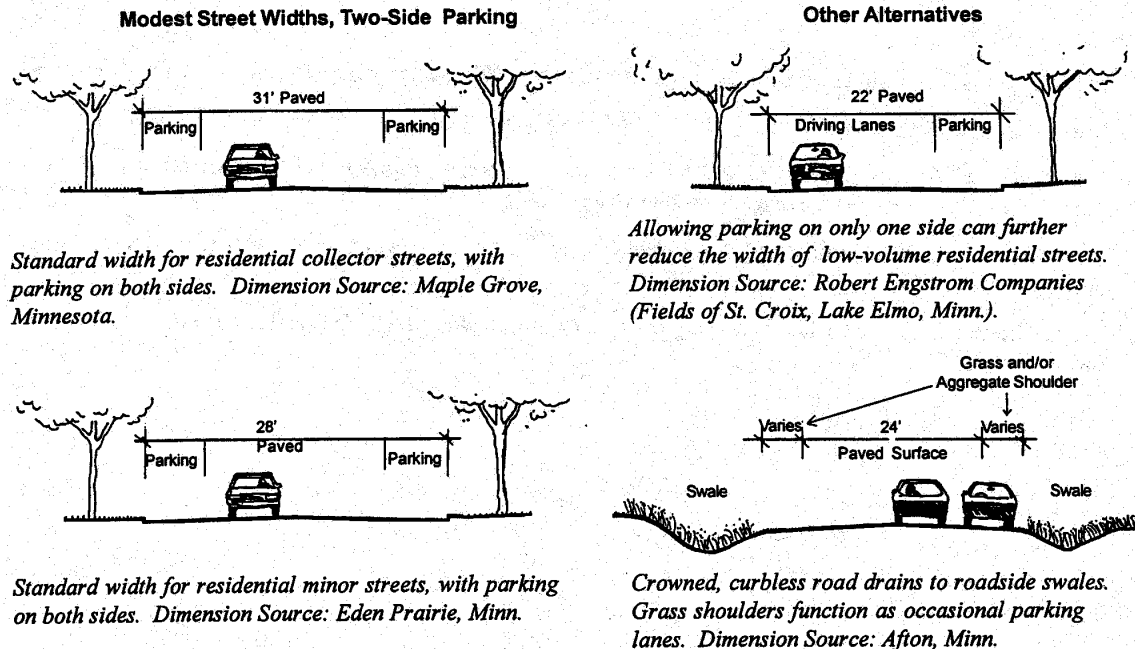 Modest Street Widths, Two-Side Parking
31' Paved
Parking
Parking
Standard width for residential collector streets, with
parking on both sides. Dimension Source: Maple Grove,
Minnesota.
28'
Paved
Parking
Parking
Standard width for residential minor streets, with parking
on both sides. Dimension Source: Eden Prairie, Minn.
Other Alternatives
22' Paved
Driving Lanes
Parking
Allowing parking on only one side can further
reduce the width of low-volume residential streets.
Dimension Source: Robert Engstrom Companies
(Fields of St. Croix, Lake Elmo, Minn.).
Grass and/or
Aggregate Shoulder
Varies
24'
Varies
Paved Surface
Swale
Swale
Crowned, curbless road drains to roadside swales.
Grass shoulders function as occasional parking
lanes. Dimension Source: Afton, Minn.